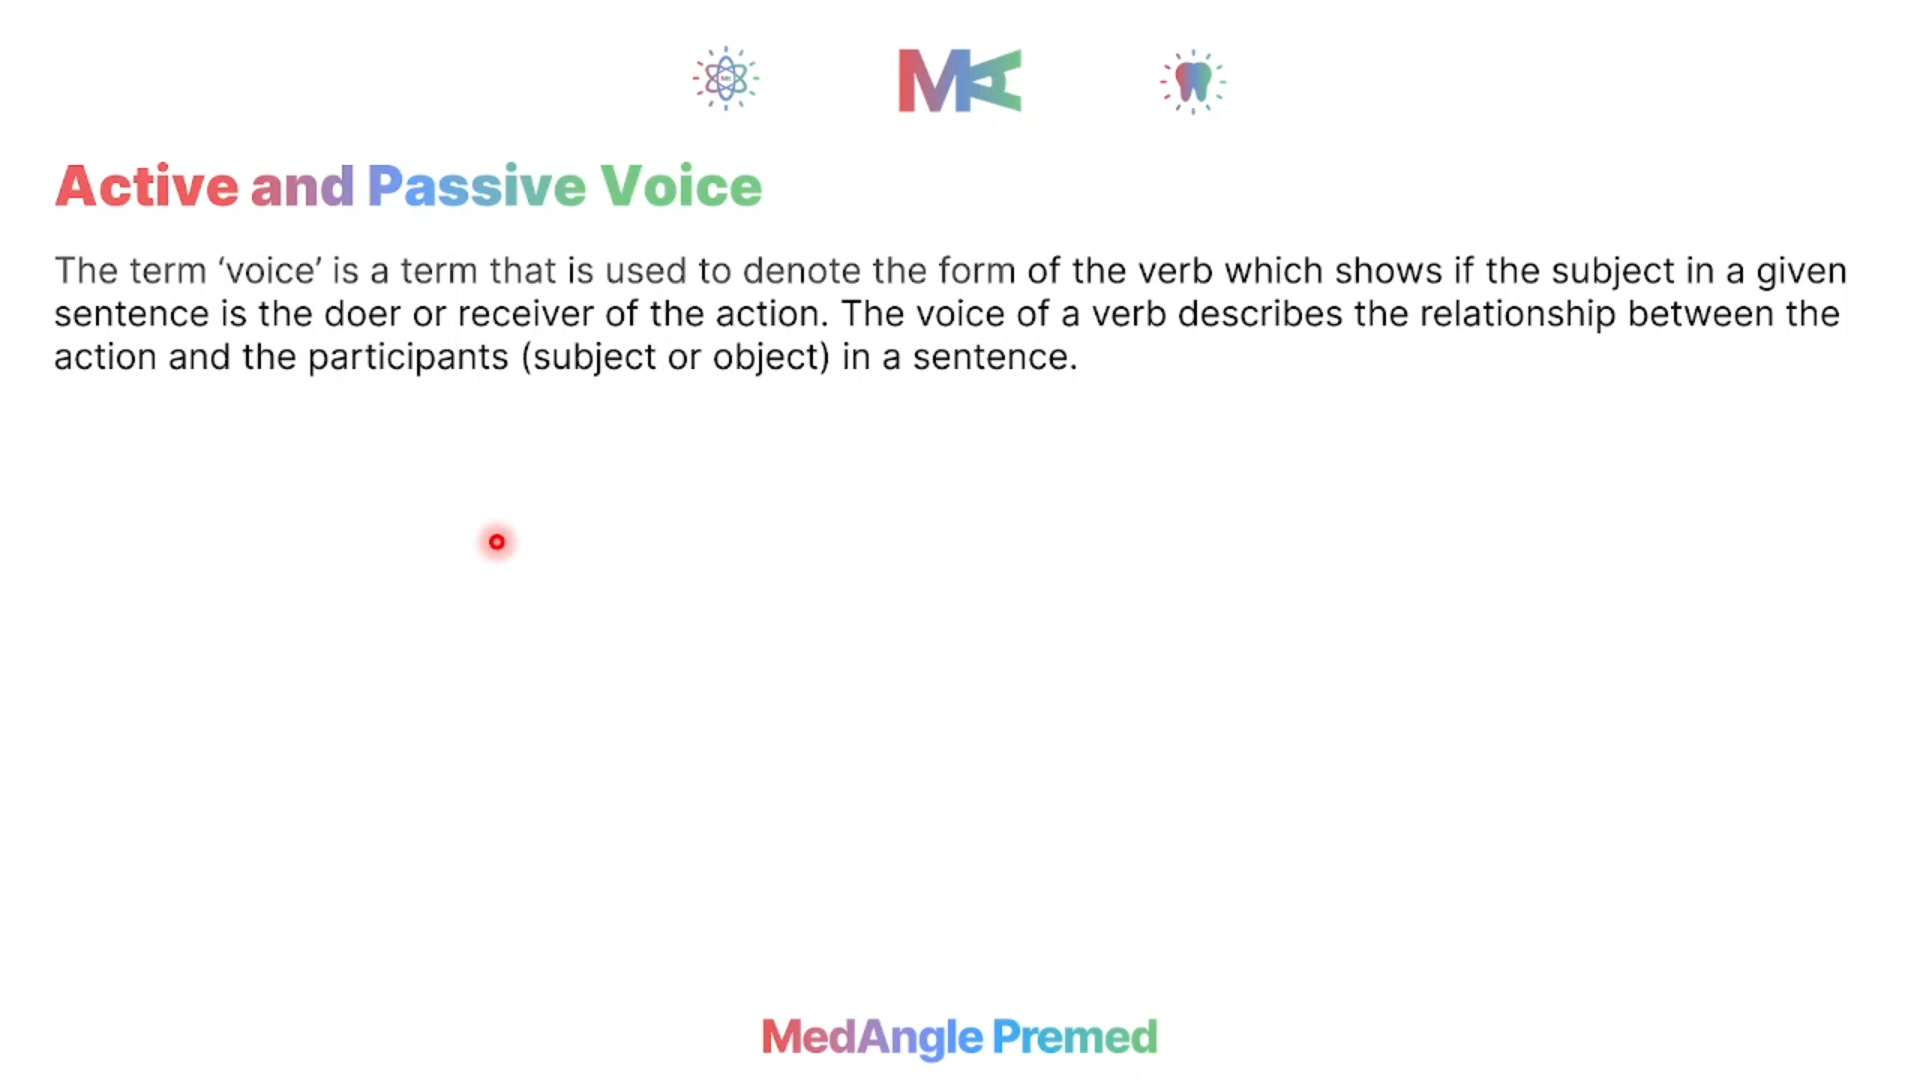 MA
Active and Passive Voice
The term ‘voice’ is a term that is used to denote the form of the verb which shows if the subject in a given
sentence is the doer or receiver of the action. The voice of a verb describes the relationship between the
action and the participants (subject or object) in a sentence.
MedAngle Premed